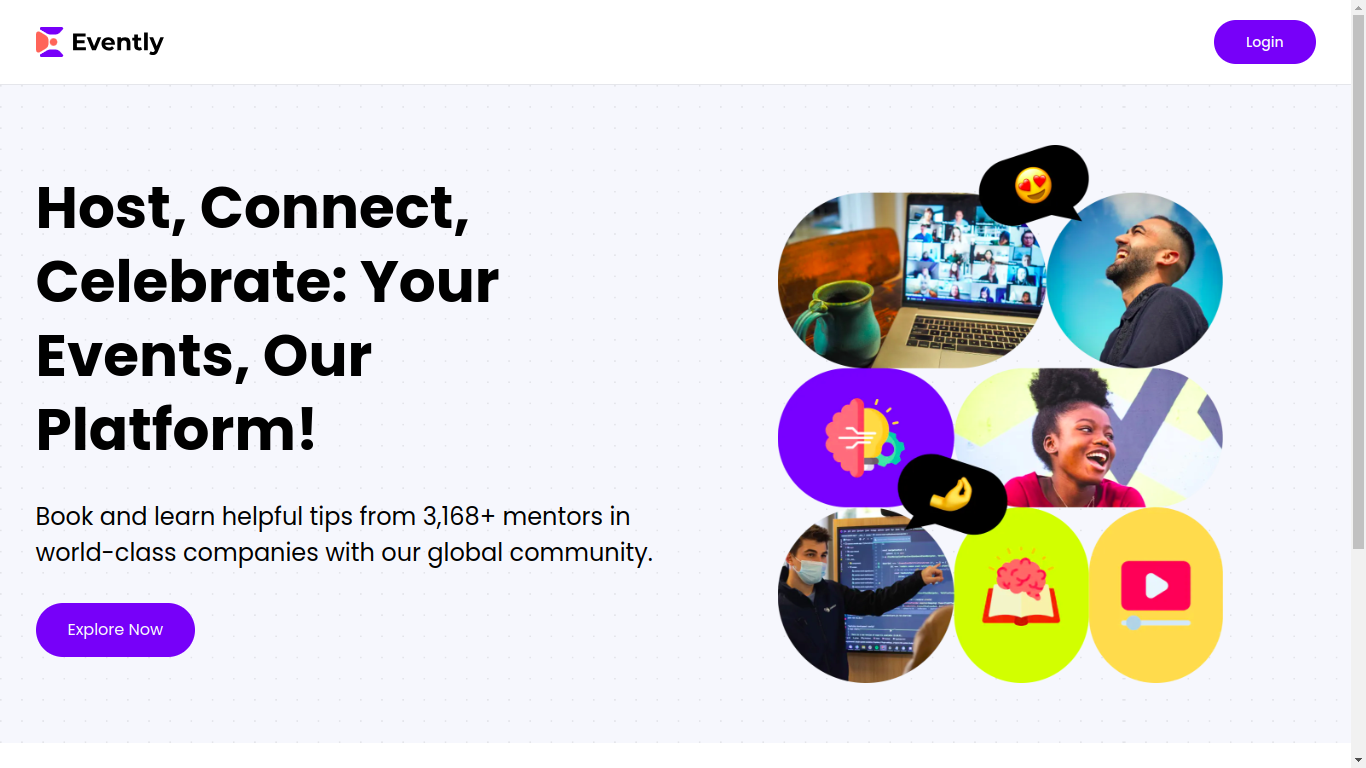 Evently
Login
Host, Connect,
Celebrate: Your
Events, Our
Platform!
Book and learn helpful tips from 3,168+ mentors in
world-class companies with our global community.
Explore Now